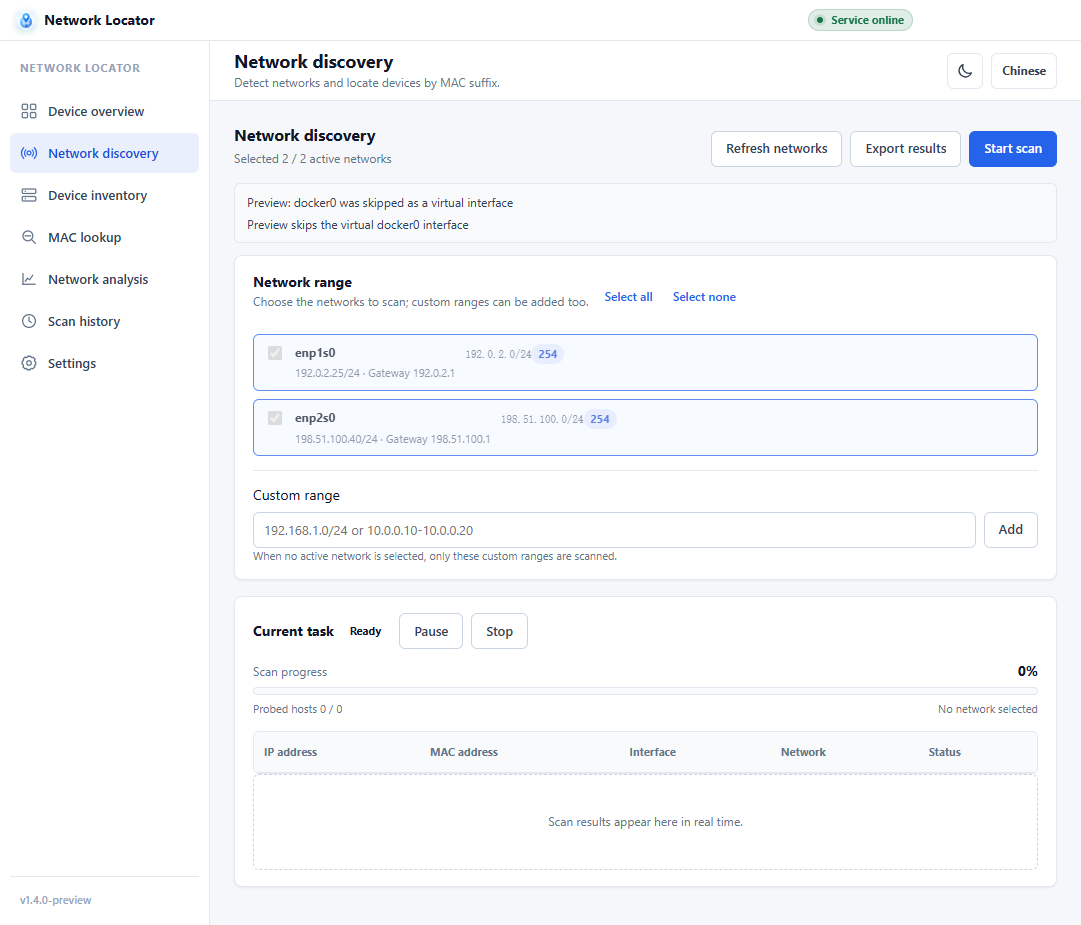 Network Locator
Service online
NETWORK LOCATOR
Device overview
Network discovery
Device inventory
MAC lookup
Network analysis
Scan history
Settings
v1.4.0-preview
Network discovery
Detect networks and locate devices by MAC suffix.
Chinese
Network discovery
Selected 2 / 2 active networks
Refresh networks
Export results
Start scan
Preview: docker0 was skipped as a virtual interface
Preview skips the virtual docker0 interface
Network range
Choose the networks to scan; custom ranges can be added too.
Select all
Select none
enp1s0
192.0.2.0/24
254
192.0.2.25/24 · Gateway 192.0.2.1
enp2s0
198.51.100.0/24
254
198.51.100.40/24 · Gateway 198.51.100.1
Custom range
192.168.1.0/24 or 10.0.0.10-10.0.0.20
Add
When no active network is selected, only these custom ranges are scanned.
Current task
Ready
Pause
Stop
Scan progress
0%
Probed hosts 0 / 0
No network selected
IP address
MAC address
Interface
Network
Status
Scan results appear here in real time.